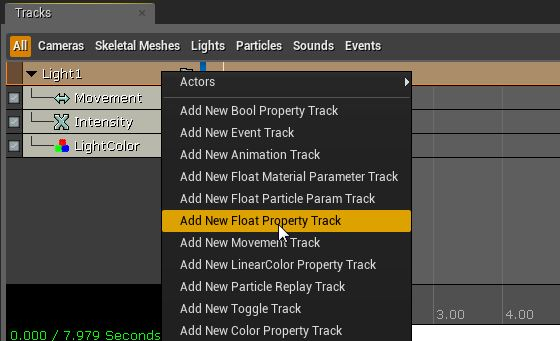 Tracks
All Cameras Skeletal Meshes Lights Particles Sounds Events
Light1
Movement
Intensity
LightColor
Actors
Add New Bool Property Track
Add New Event Track
Add New Animation Track
Add New Float Material Parameter Track
Add New Float Particle Param Track
Add New Float Property Track
Add New Movement Track
Add New LinearColor Property Track
Add New Particle Replay Track
Add New Toggle Track
Add New Color Property Track
3.00 4.00
0.000 / 7.979 Seconds